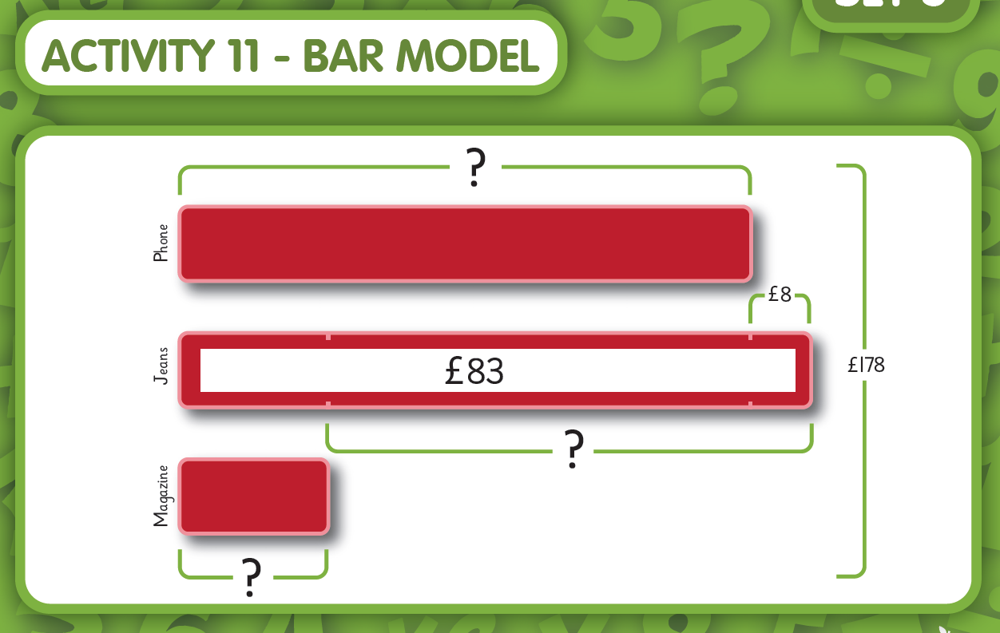 ACTIVITY 11 - BAR MODEL
?
Phone
£8
Jeans
£83
£178
?
Magazine
?